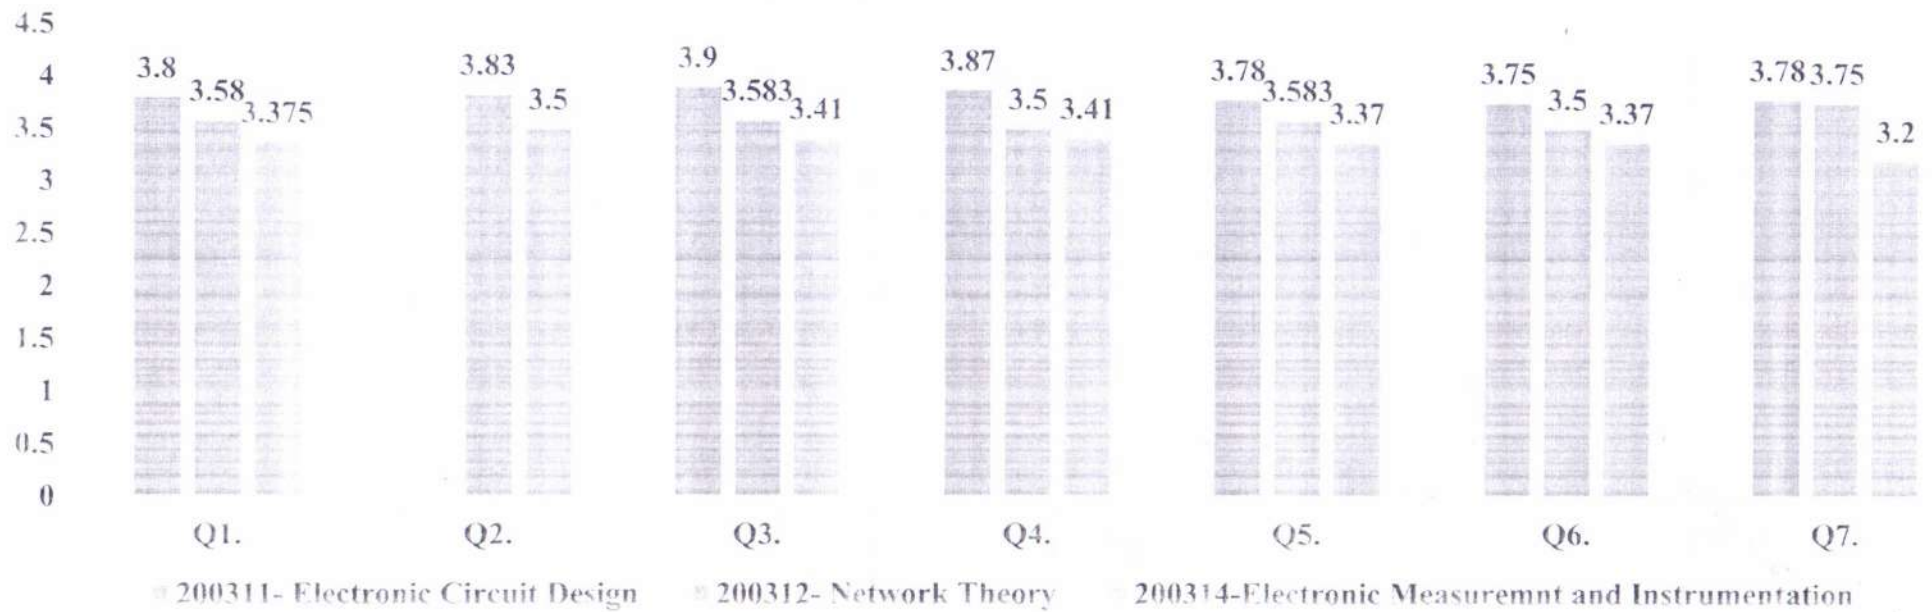 4.5
4
3.5
3
2.5
2
1.5
1
0.5
0
3.8 3.58 3.375
3.83 3.5
3.9 3.583 3.41
3.87 3.5 3.41
3.78 3.583 3.37
3.75 3.5 3.37
3.78 3.75 3.2
Q1. Q2. Q3. Q4. Q5. Q6. Q7.
200311- Electronic Circuit Design 200312- Network Theory 200314-Electronic Measuremnt and Instrumentation